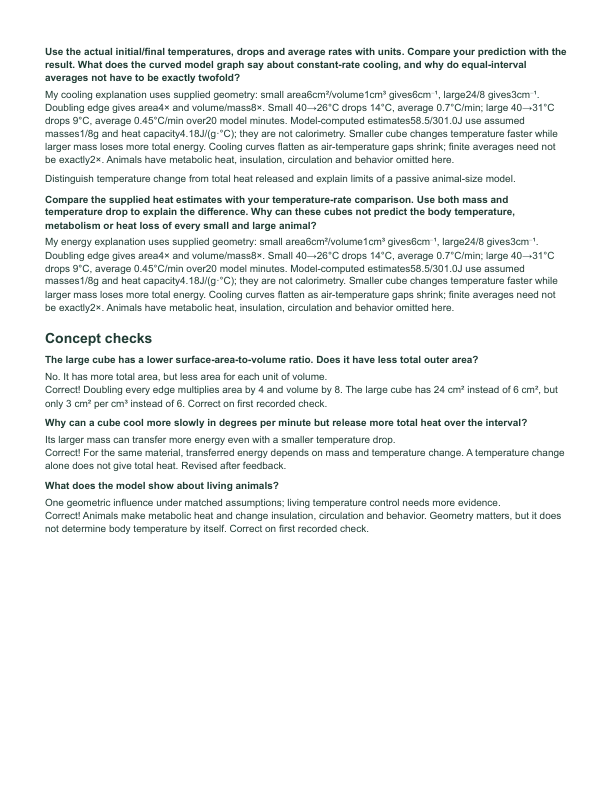 Use the actual initial/final temperatures, drops and average rates with units. Compare your prediction with the
result. What does the curved model graph say about constant-rate cooling, and why do equal-interval
averages not have to be exactly twofold?
My cooling explanation uses supplied geometry: small area6cm²/volume1cm³ gives6cm⁻¹, large24/8 gives3cm⁻¹.
Doubling edge gives area4× and volume/mass8×. Small 40→26°C drops 14°C, average 0.7°C/min; large 40→31°C
drops 9°C, average 0.45°C/min over20 model minutes. Model-computed estimates58.5/301.0J use assumed
masses1/8g and heat capacity4.18J/(g·°C); they are not calorimetry. Smaller cube changes temperature faster while
larger mass loses more total energy. Cooling curves flatten as air-temperature gaps shrink; finite averages need not
be exactly2×. Animals have metabolic heat, insulation, circulation and behavior omitted here.
Distinguish temperature change from total heat released and explain limits of a passive animal-size model.
Compare the supplied heat estimates with your temperature-rate comparison. Use both mass and
temperature drop to explain the difference. Why can these cubes not predict the body temperature,
metabolism or heat loss of every small and large animal?
My energy explanation uses supplied geometry: small area6cm²/volume1cm³ gives6cm⁻¹, large24/8 gives3cm⁻¹.
Doubling edge gives area4× and volume/mass8×. Small 40→26°C drops 14°C, average 0.7°C/min; large 40→31°C
drops 9°C, average 0.45°C/min over20 model minutes. Model-computed estimates58.5/301.0J use assumed
masses1/8g and heat capacity4.18J/(g·°C); they are not calorimetry. Smaller cube changes temperature faster while
larger mass loses more total energy. Cooling curves flatten as air-temperature gaps shrink; finite averages need not
be exactly2×. Animals have metabolic heat, insulation, circulation and behavior omitted here.
Concept checks
The large cube has a lower surface-area-to-volume ratio. Does it have less total outer area?
No. It has more total area, but less area for each unit of volume.
Correct! Doubling every edge multiplies area by 4 and volume by 8. The large cube has 24 cm² instead of 6 cm², but
only 3 cm² per cm³ instead of 6. Correct on first recorded check.
Why can a cube cool more slowly in degrees per minute but release more total heat over the interval?
Its larger mass can transfer more energy even with a smaller temperature drop.
Correct! For the same material, transferred energy depends on mass and temperature change. A temperature change
alone does not give total heat. Revised after feedback.
What does the model show about living animals?
One geometric influence under matched assumptions; living temperature control needs more evidence.
Correct! Animals make metabolic heat and change insulation, circulation and behavior. Geometry matters, but it does
not determine body temperature by itself. Correct on first recorded check.